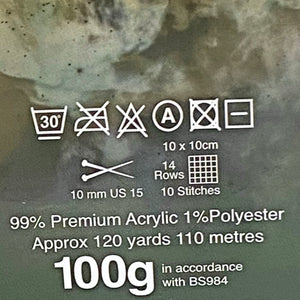 30°
A
10 x 10cm
14
Rows
10 mm US 15
10 Stitches
99% Premium Acrylic 1%Polyester
Approx 120 yards 110 metres
100g in accordance
with BS984